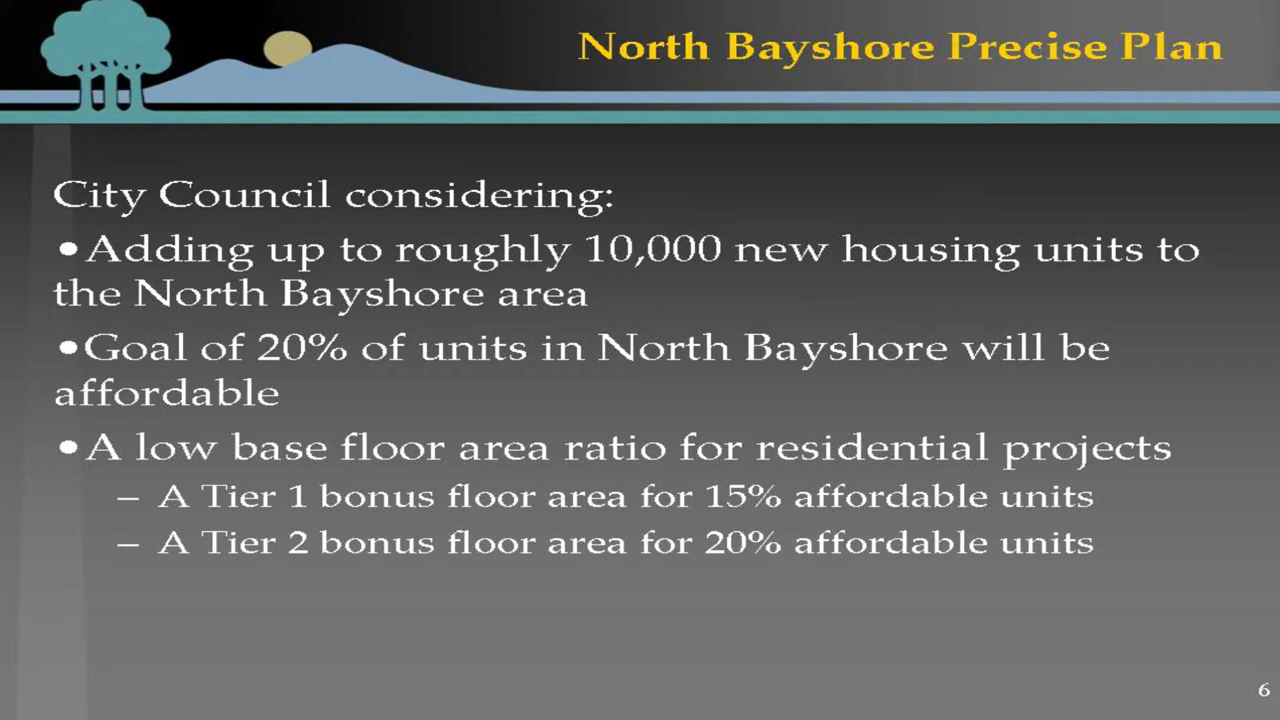 North Bayshore Precise Plan
City Council considering:
•Adding up to roughly 10,000 new housing units to
the North Bayshore area
•Goal of 20% of units in North Bayshore will be
affordable
•A low base floor area ratio for residential projects
– A Tier 1 bonus floor area for 15% affordable units
– A Tier 2 bonus floor area for 20% affordable units
6